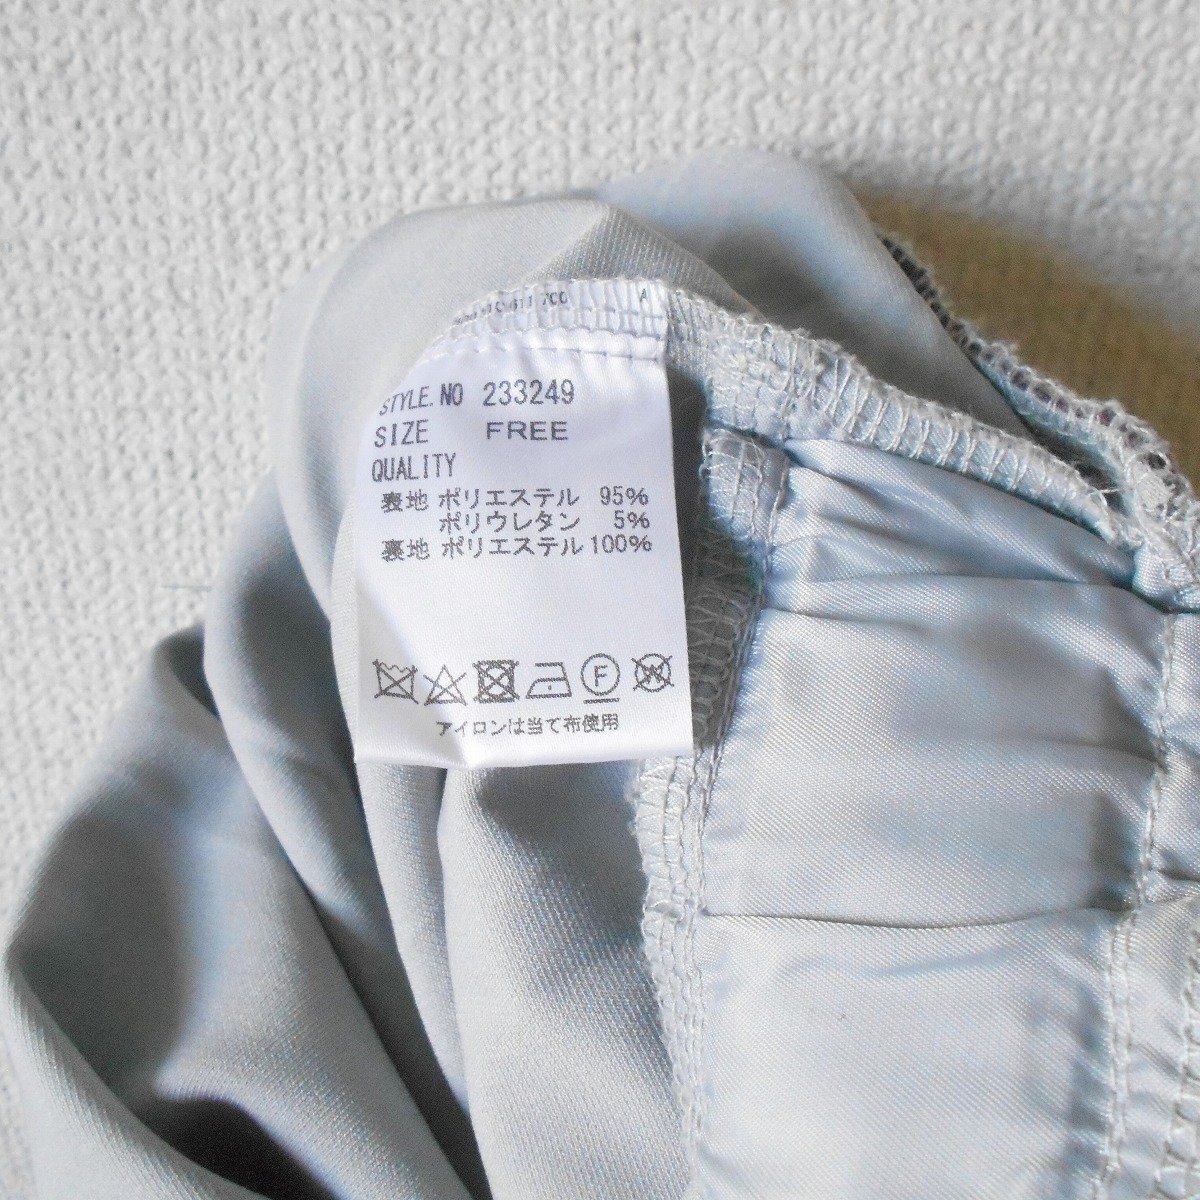 A
STYLE.NO 233249
SIZE FREE
QUALITY
表地 ポリエステル 95%
ポリウレタン 5%
裏地 ポリエステル 100%
F
W
アイロンは当て布使用